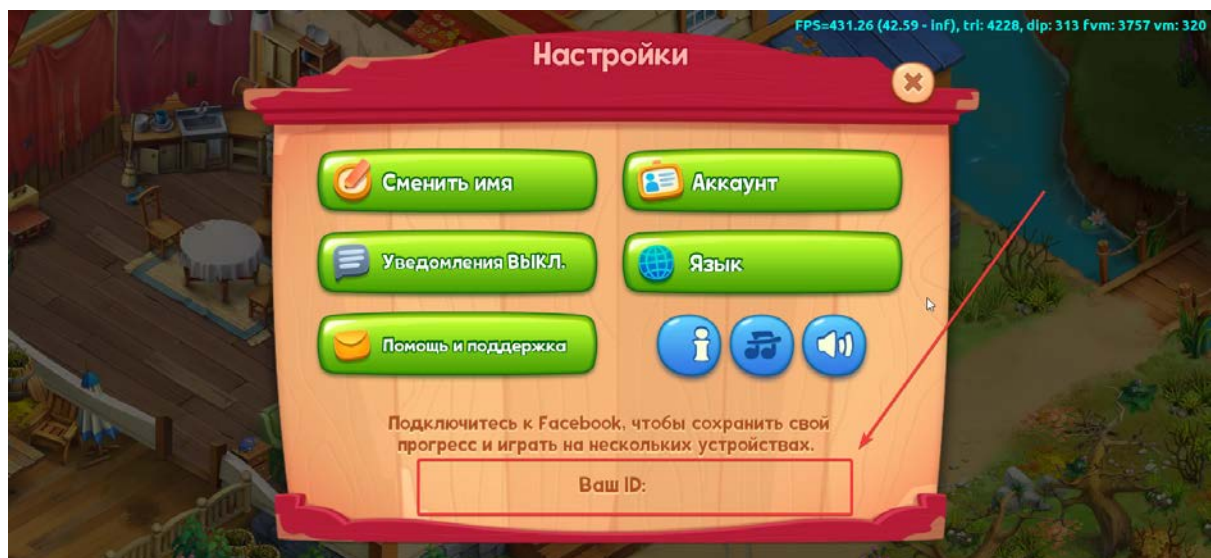 FPS=431.26 (42.59 - inf), tri: 4228, dip: 313 fvm: 3757 vm: 320
Настройки
Сменить имя
Аккаунт
Уведомления ВЫКЛ.
Язык
Помощь и поддержка
Подключитесь к Facebook, чтобы сохранить свой
прогресс и играть на нескольких устройствах.
Ваш ID: